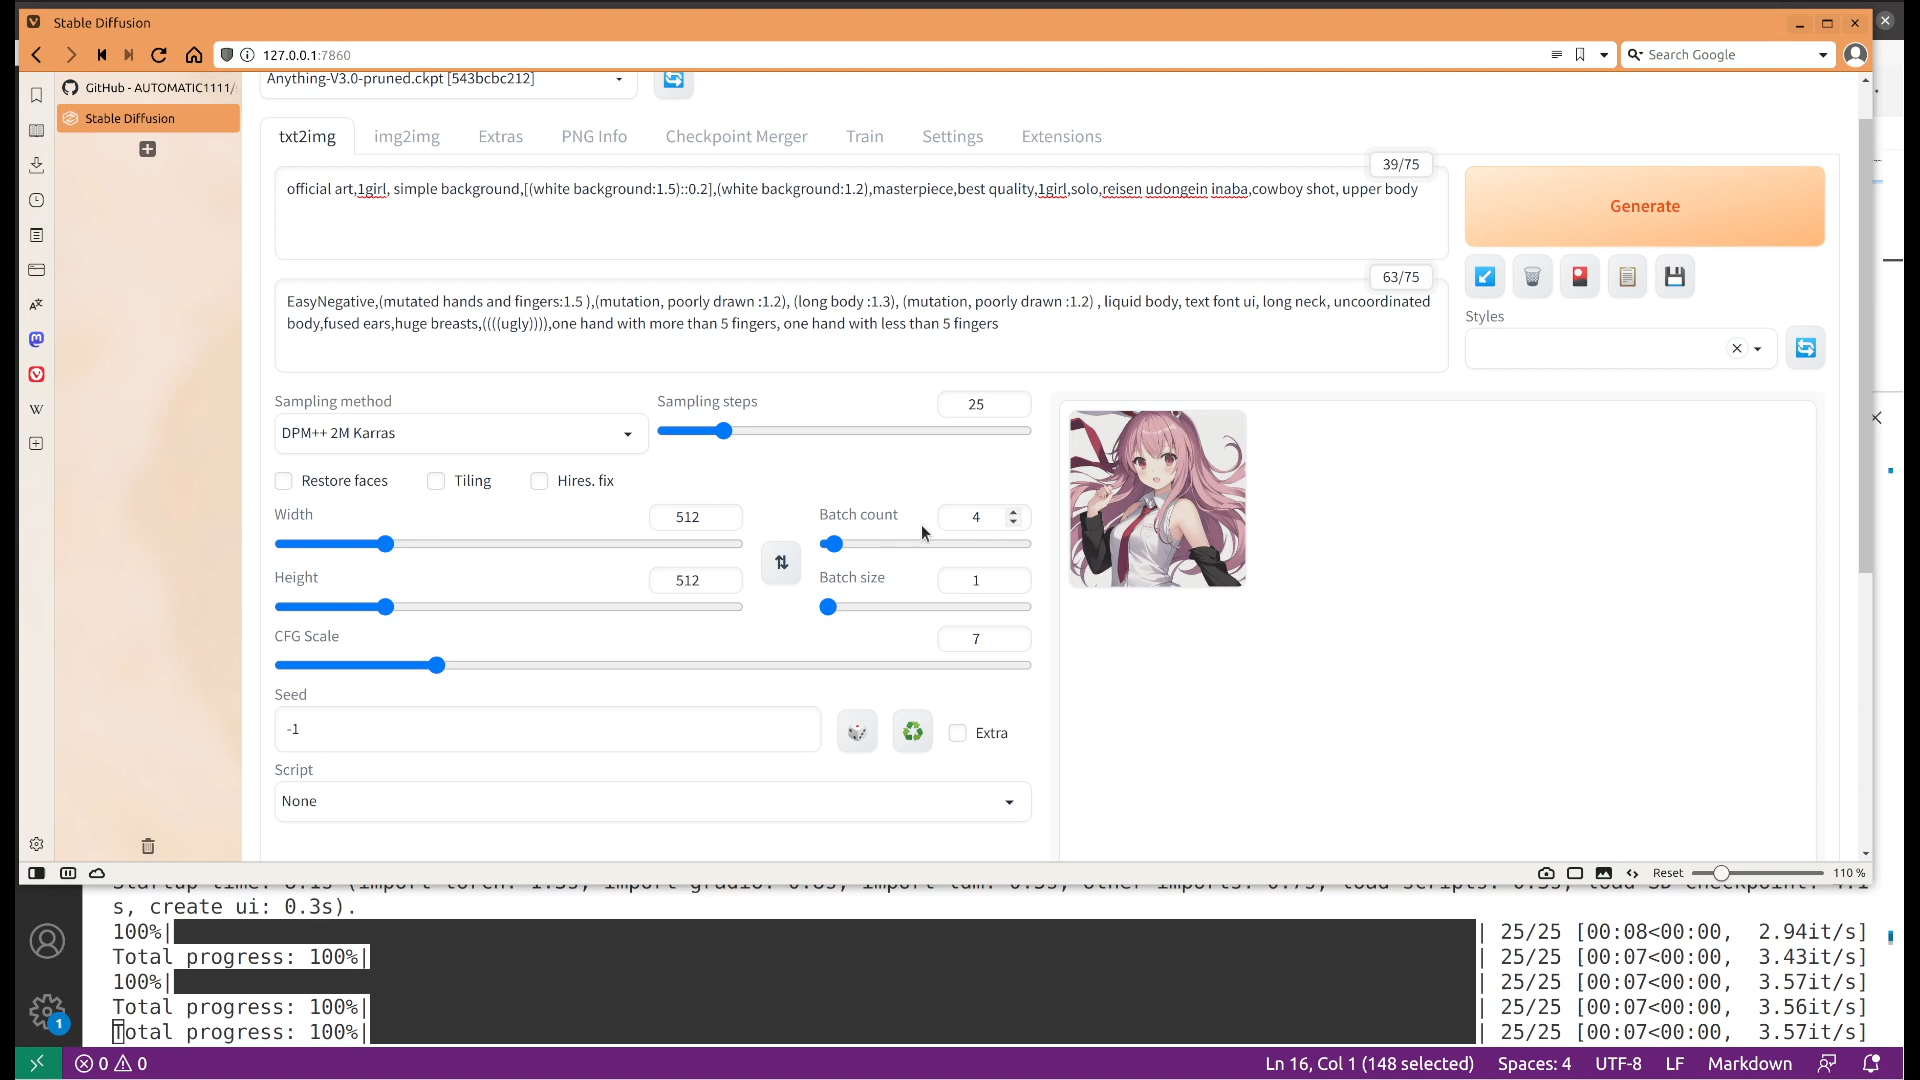 Stable Diffusion
127.0.0.1:7860
Search Google
GitHub - AUTOMATIC1111/
Stable Diffusion
Anything-V3.0-pruned.ckpt [543bcbc212]
txt2img img2img Extras PNG Info Checkpoint Merger Train Settings Extensions
39/75
official art,1girl, simple background,[(white background:1.5)::0.2],(white background:1.2),masterpiece,best quality,1girl,solo,reisen udongein inaba,cowboy shot, upper body
Generate
63/75
EasyNegative,(mutated hands and fingers:1.5 ),(mutation, poorly drawn :1.2), (long body :1.3), (mutation, poorly drawn :1.2) , liquid body, text font ui, long neck, uncoordinated
body,fused ears,huge breasts,((((ugly)))),one hand with more than 5 fingers, one hand with less than 5 fingers
Styles
Sampling method
DPM++ 2M Karras
Sampling steps
25
Restore faces Tiling Hires. fix
Width
512
Batch count
4
Height
512
Batch size
1
CFG Scale
7
Seed
-1
Extra
Script
None
Reset 110 %
s, create ui: 0.3s).
100%| | 25/25 [00:08<00:00, 2.94it/s]
Total progress: 100%| | 25/25 [00:07<00:00, 3.43it/s]
100%| | 25/25 [00:07<00:00, 3.57it/s]
Total progress: 100%| | 25/25 [00:07<00:00, 3.56it/s]
Total progress: 100%| | 25/25 [00:07<00:00, 3.57it/s]
1
0 0
Ln 16, Col 1 (148 selected) Spaces: 4 UTF-8 LF Markdown